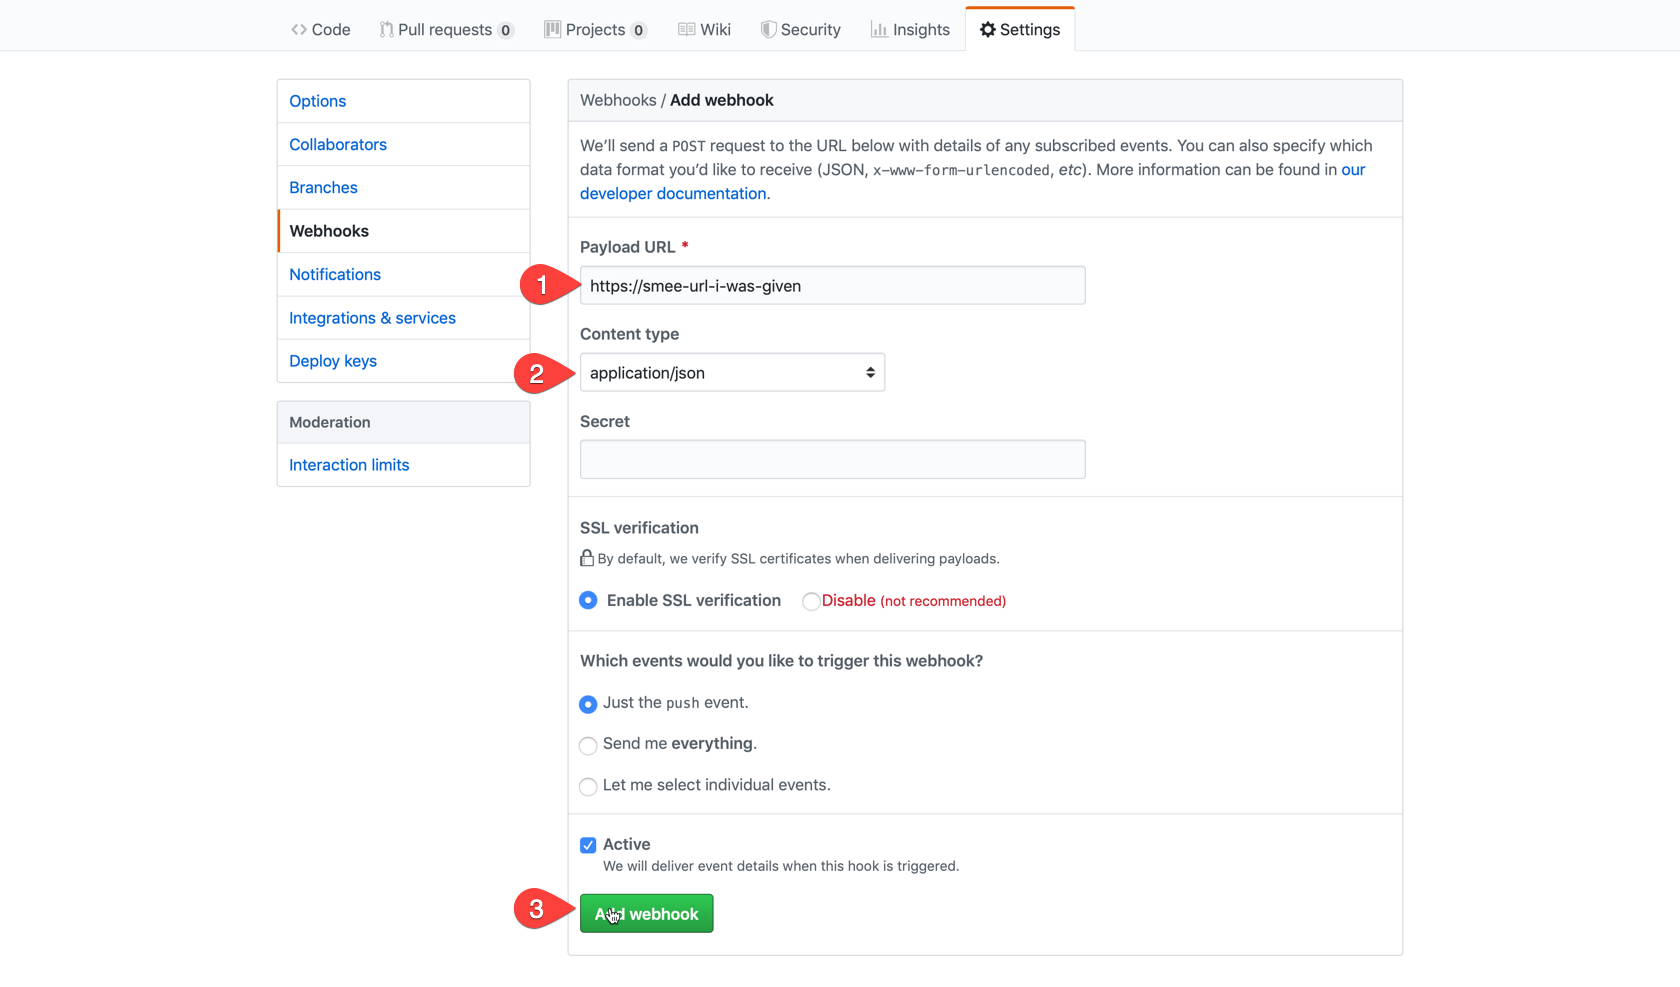 Code Pull requests 0 Projects 0 Wiki Security Insights Settings
Options
Collaborators
Branches
Webhooks
Notifications
Integrations & services
Deploy keys
Moderation
Interaction limits
Webhooks / Add webhook
We’ll send a POST request to the URL below with details of any subscribed events. You can also specify which
data format you’d like to receive (JSON, x-www-form-urlencoded, etc). More information can be found in our
developer documentation.
Payload URL *
1 https://smee-url-i-was-given
Content type
2 application/json
Secret
SSL verification
By default, we verify SSL certificates when delivering payloads.
Enable SSL verification Disable (not recommended)
Which events would you like to trigger this webhook?
Just the push event.
Send me everything.
Let me select individual events.
Active
We will deliver event details when this hook is triggered.
3 Add webhook